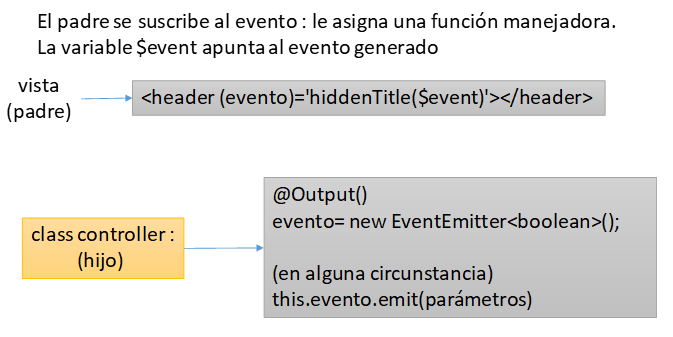 El padre se suscribe al evento : le asigna una función manejadora.
La variable $event apunta al evento generado
vista
(padre)
<header (evento)='hiddenTitle($event)'></header>
class controller :
(hijo)
@Output()
evento= new EventEmitter<boolean>();
(en alguna circunstancia)
this.evento.emit(parámetros)